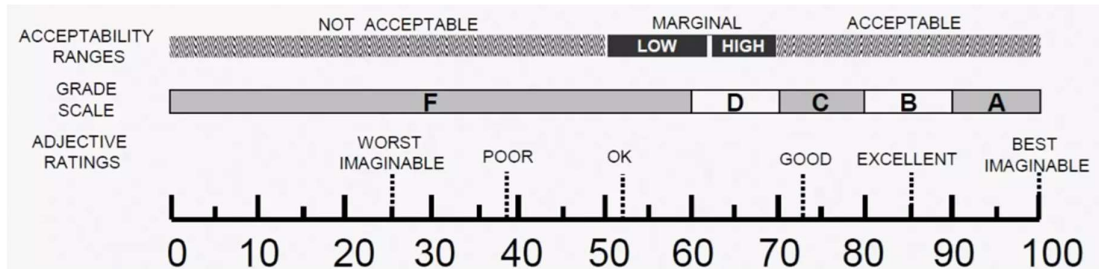 ACCEPTABILITY
RANGES
NOT ACCEPTABLE
MARGINAL
ACCEPTABLE
LOW
HIGH
GRADE
SCALE
F
D
C
B
A
ADJECTIVE
RATINGS
WORST
IMAGINABLE
POOR
OK
GOOD
EXCELLENT
BEST
IMAGINABLE
0 10 20 30 40 50 60 70 80 90 100